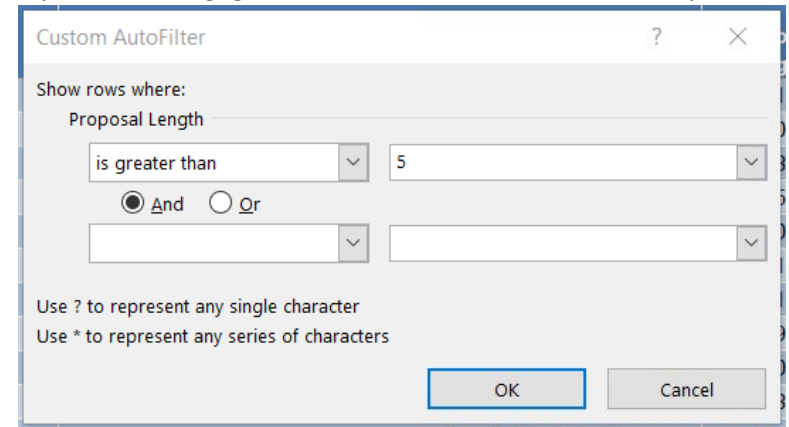 Custom AutoFilter ?
Show rows where:
Proposal Length
is greater than 5
And Or
Use ? to represent any single character
Use * to represent any series of characters
OK Cancel